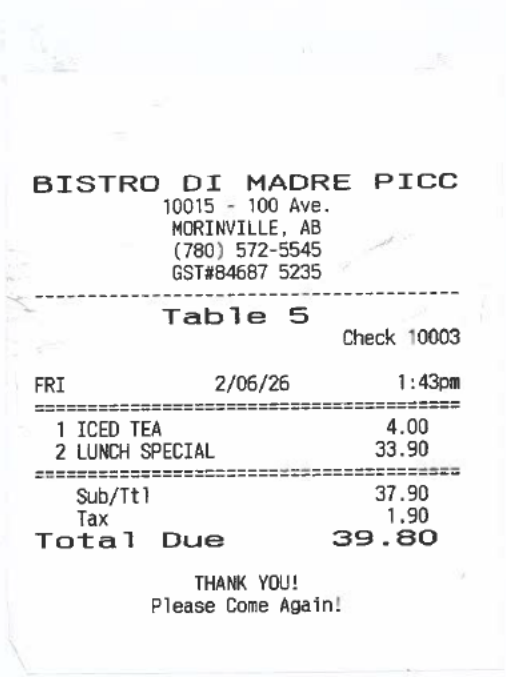 BISTRO DI MADRE PICC
10015 - 100 Ave.
MORINVILLE, AB
(780) 572-5545
GST#84687 5235
Table 5
Check 10003
FRI 2/06/26 1:43pm
1 ICED TEA 4.00
2 LUNCH SPECIAL 33.90
Sub/Ttl 37.90
Tax 1.90
Total Due 39.80
THANK YOU!
Please Come Again!